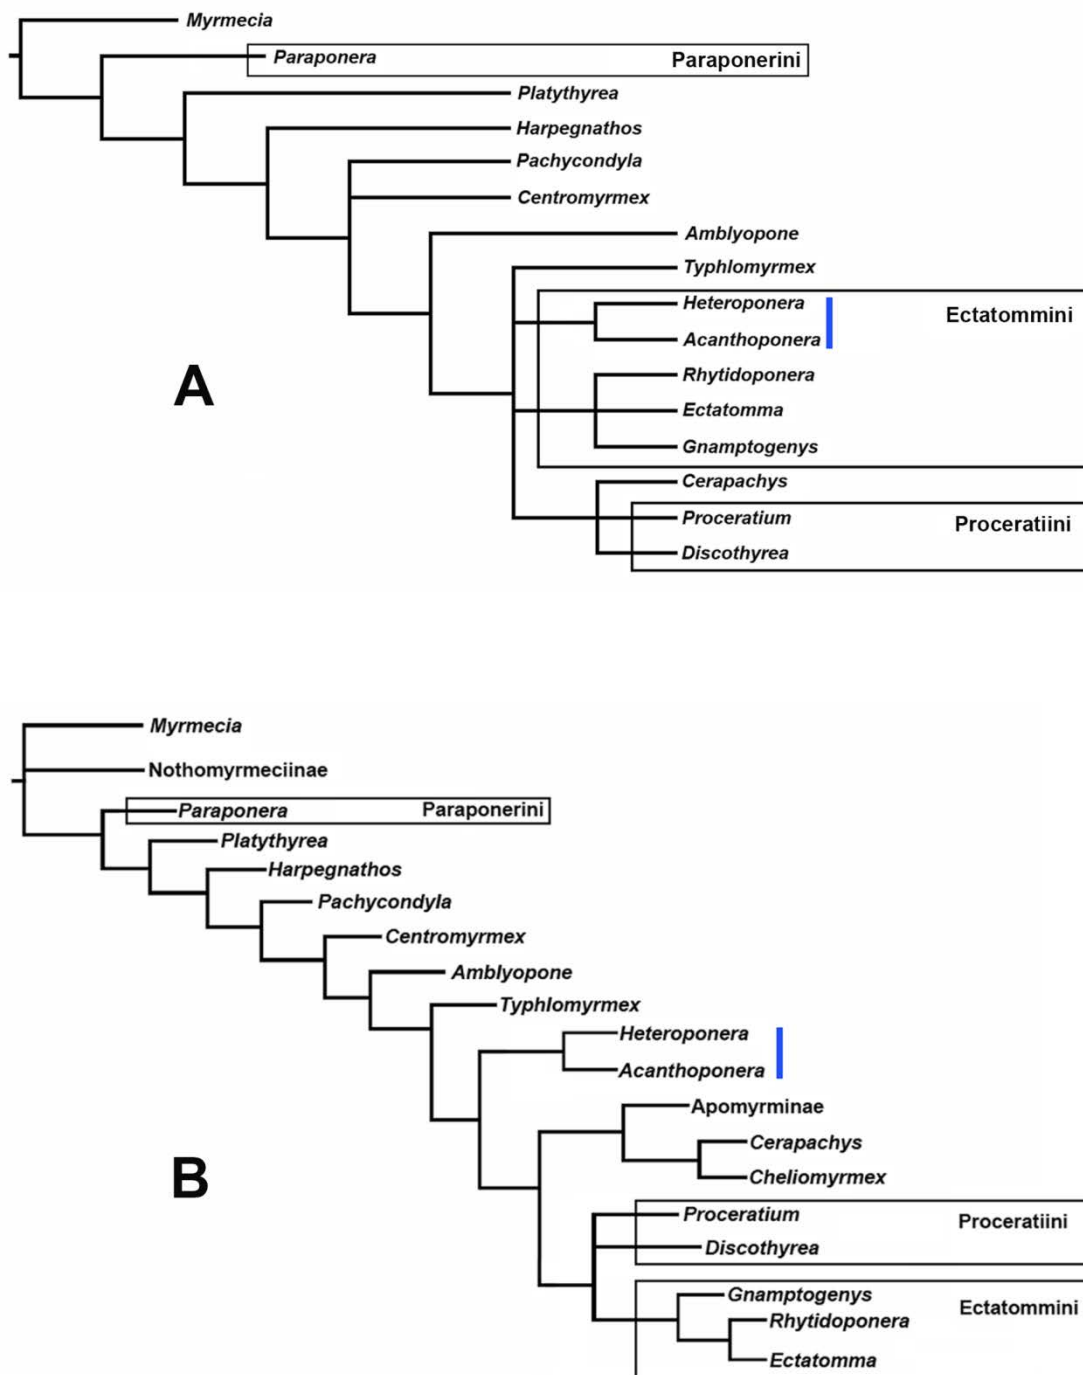 Myrmecia
Paraponera Paraponerini
Platythyrea
Harpegnathos
Pachycondyla
Centromyrmex
Amblyopone
Typhlomyrmex
Heteroponera
Ectatommini
Acanthoponera
Rhytidoponera
A
Ectatomma
Gnamptogenys
Cerapachys
Proceratium
Proceratiini
Discothyrea
Myrmecia
Nothomyrmeciinae
Paraponera Paraponerini
Platythyrea
Harpegnathos
Pachycondyla
Centromyrmex
Amblyopone
Typhlomyrmex
Heteroponera
Acanthoponera
Apomyrminae
Cerapachys
B
Cheliomyrmex
Proceratium
Proceratiini
Discothyrea
Gnamptogenys
Ectatommini
Rhytidoponera
Ectatomma